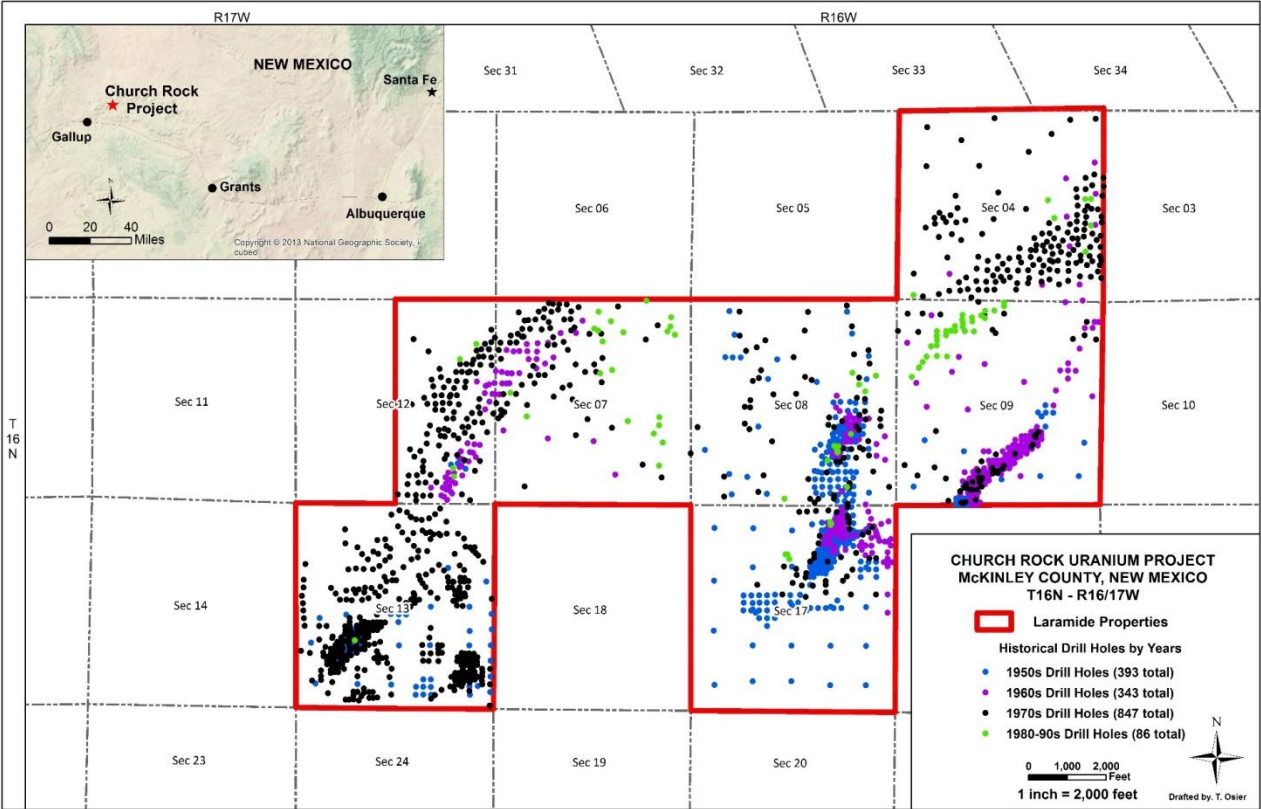 R17W
R16W
NEW MEXICO
Santa Fe
Church Rock
Project
Gallup
Grants
Albuquerque
N
0 20 40
Miles
Copyright © 2013 National Geographic Society, i-
cubed
Sec 31
Sec 32
Sec 33
Sec 34
Sec 06
Sec 05
Sec 04
Sec 03
T
16
N
Sec 11
Sec 12
Sec 07
Sec 08
Sec 09
Sec 10
Sec 14
Sec 13
Sec 18
Sec 17
Sec 23
Sec 24
Sec 19
Sec 20
CHURCH ROCK URANIUM PROJECT
McKINLEY COUNTY, NEW MEXICO
T16N - R16/17W
Laramide Properties
Historical Drill Holes by Years
1950s Drill Holes (393 total)
1960s Drill Holes (343 total)
1970s Drill Holes (847 total)
1980-90s Drill Holes (86 total)
N
0 1,000 2,000
Feet
1 inch = 2,000 feet
Drafted by. T. Osier